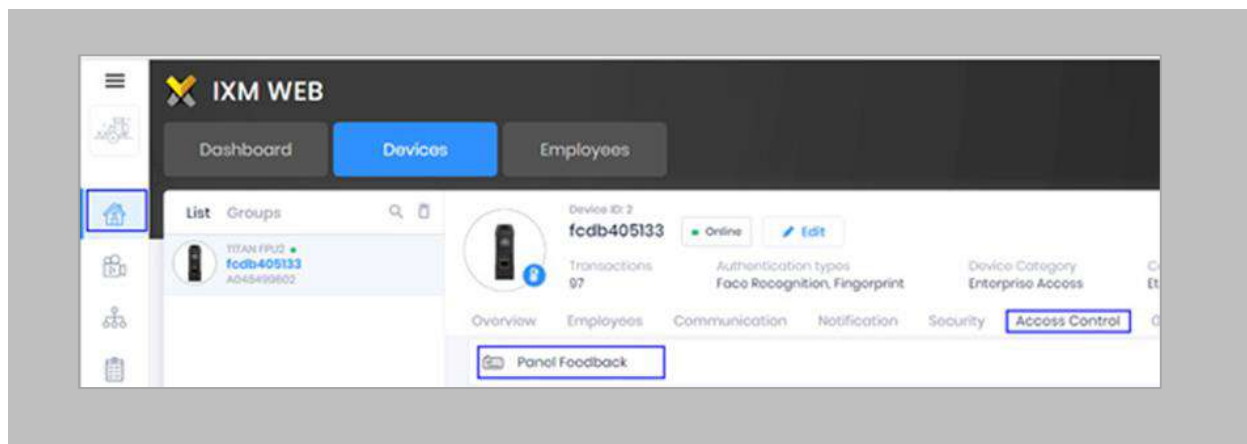 IXM WEB
Dashboard Devices Employees
List Groups
TITAN FPU2
fcdb405133
A045499602
Device ID: 2
fcdb405133 Online Edit
Transactions Authentication types Device Category
97 Face Recognition, Fingerprint Enterprise Access
Overview Employees Communication Notification Security Access Control
Panel Feedback